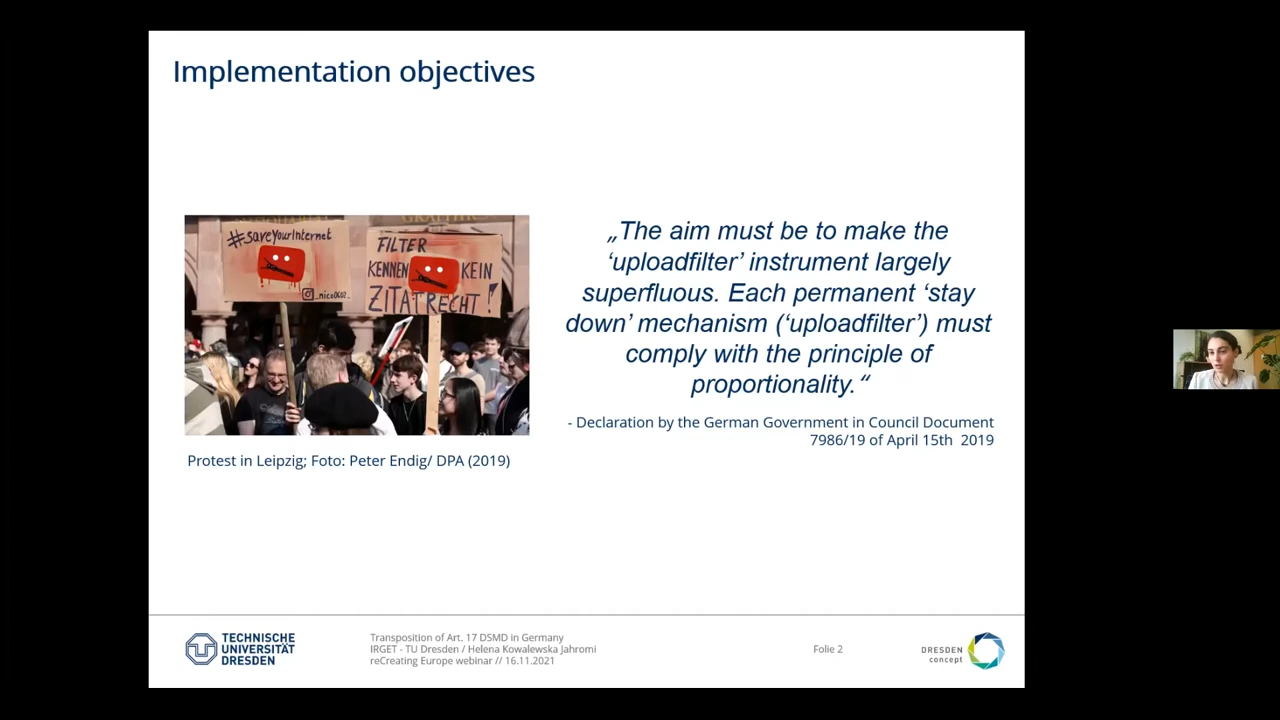 Implementation objectives
#saveYourInternet
_nico0602_
FILTER
KENNEN KEIN
ZITATRECHT!
„The aim must be to make the
‘uploadfilter’ instrument largely
superfluous. Each permanent ‘stay
down’ mechanism (‘uploadfilter’) must
comply with the principle of
proportionality.“
- Declaration by the German Government in Council Document
7986/19 of April 15th 2019
Protest in Leipzig; Foto: Peter Endig/ DPA (2019)
TECHNISCHE
UNIVERSITÄT
DRESDEN
Transposition of Art. 17 DSMD in Germany
IRGET - TU Dresden / Helena Kowalewska Jahromi
reCreating Europe webinar // 16.11.2021
Folie 2
DRESDEN
concept